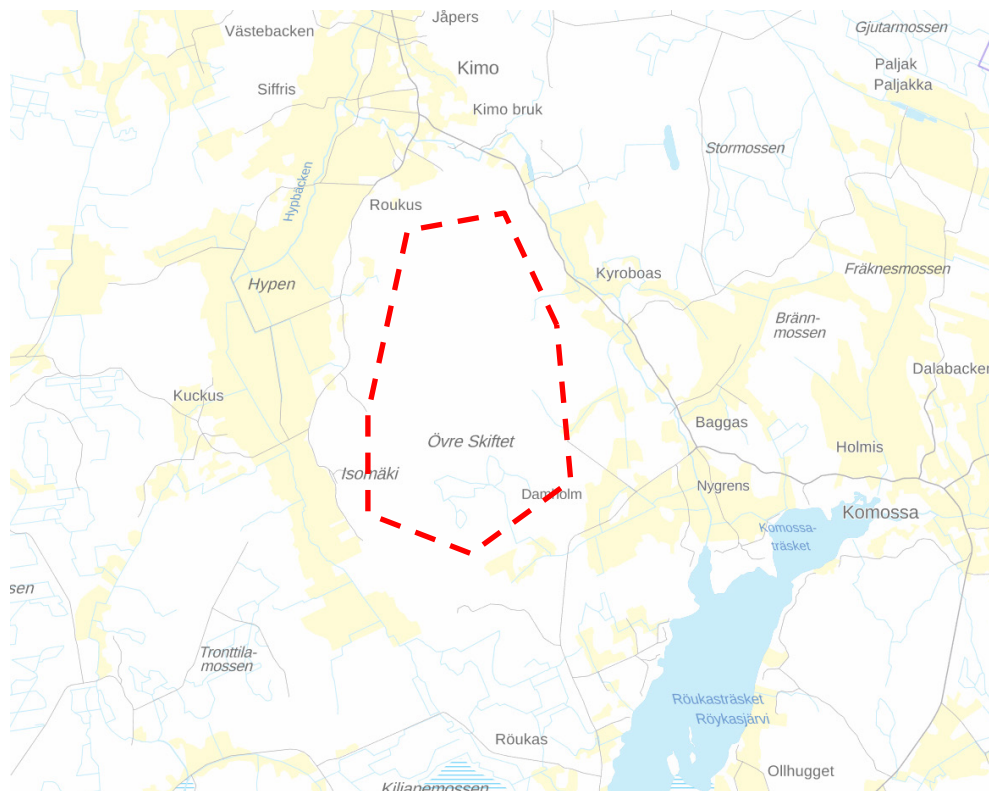 Jåpers
Västebacken
Gjutarmossen
Kimo
Paljak
Paljakka
Siffris
Kimo bruk
Stormossen
Hypbäcken
Roukus
Kyroboas
Fräknesmossen
Hypen
Bränn-
mossen
Dalabacken
Kuckus
Baggas
Övre Skiftet
Holmis
Isomäki
Nygrens
Damholm
Komossa
Komossa-
träsket
sen
Tronttila-
mossen
Röukasträsket
Röykasjärvi
Röukas
Ollhugget
Kiljanemossen